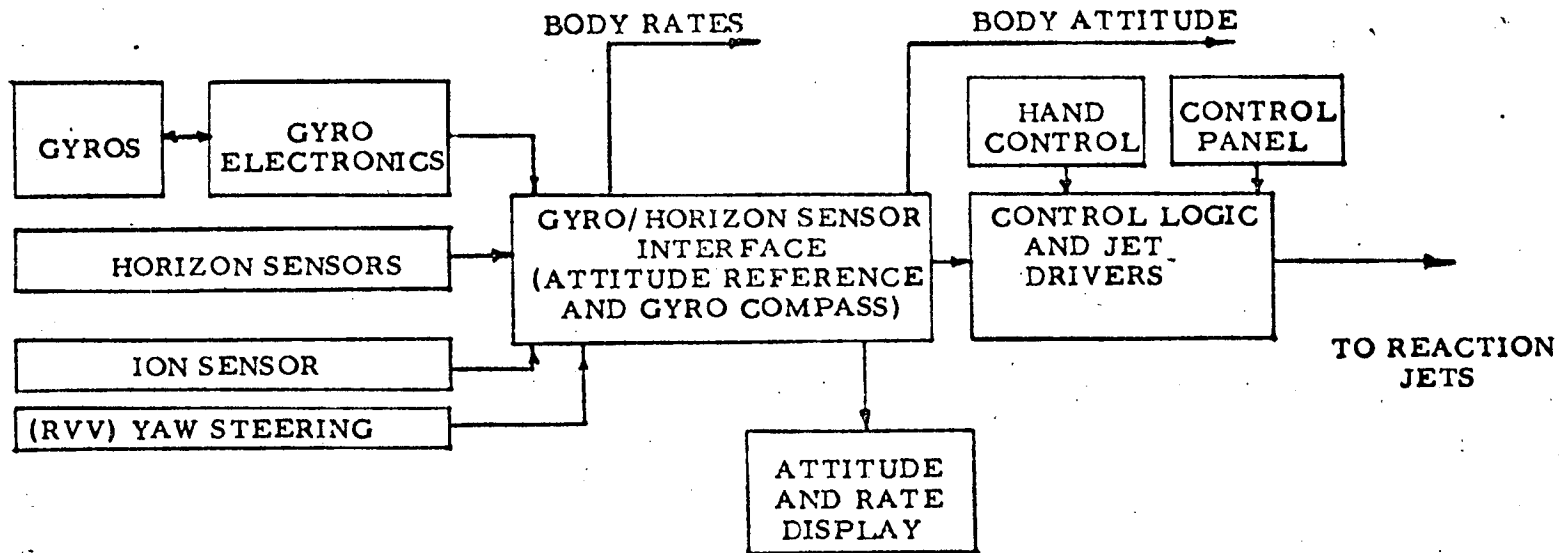 BODY RATES
BODY ATTITUDE
GYROS
GYRO
ELECTRONICS
HAND
CONTROL
CONTROL
PANEL
HORIZON SENSORS
GYRO/HORIZON SENSOR
INTERFACE
(ATTITUDE REFERENCE
AND GYRO COMPASS)
CONTROL LOGIC
AND JET
DRIVERS
ION SENSOR
(RVV) YAW STEERING
TO REACTION
JETS
ATTITUDE
AND RATE
DISPLAY